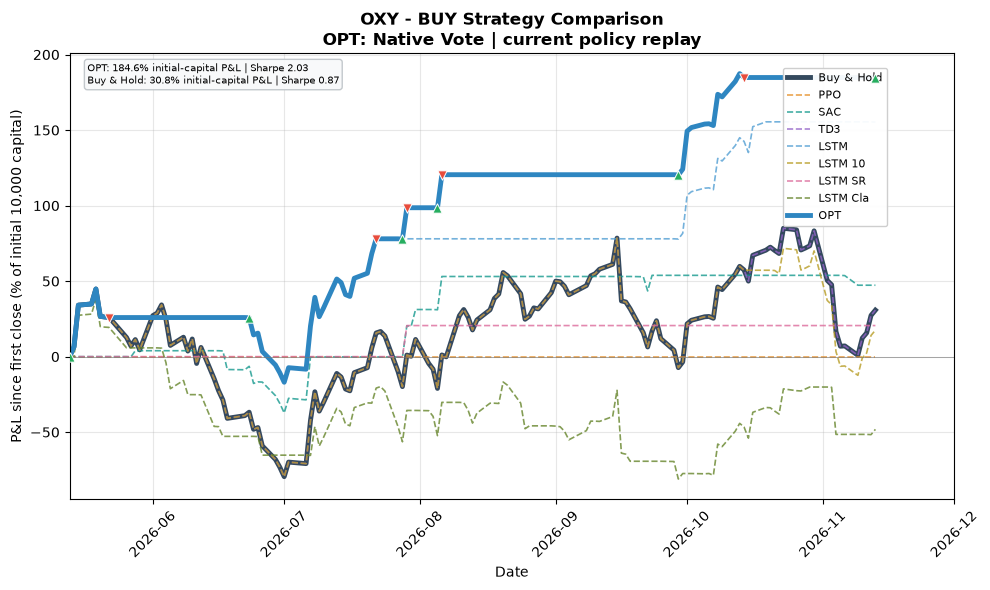 OXY - BUY Strategy Comparison
OPT: Native Vote | current policy replay
OPT: 184.6% initial-capital P&L | Sharpe 2.03
Buy & Hold: 30.8% initial-capital P&L | Sharpe 0.87
Buy & Hold
PPO
SAC
TD3
LSTM
LSTM 10
LSTM SR
LSTM Cla
OPT
P&L since first close (% of initial 10,000 capital)
200
150
100
50
0
−50
2026-06
2026-07
2026-08
2026-09
2026-10
2026-11
2026-12
Date